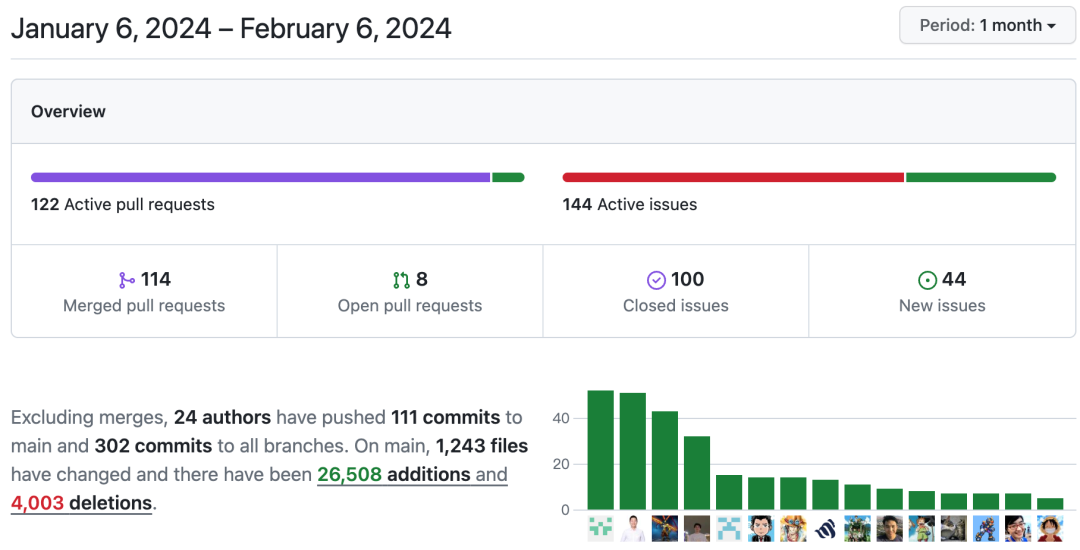 January 6, 2024 – February 6, 2024
Period: 1 month
Overview
122 Active pull requests
144 Active issues
114
Merged pull requests
8
Open pull requests
100
Closed issues
44
New issues
Excluding merges, 24 authors have pushed 111 commits to
main and 302 commits to all branches. On main, 1,243 files
have changed and there have been 26,508 additions and
4,003 deletions.
40
20
0